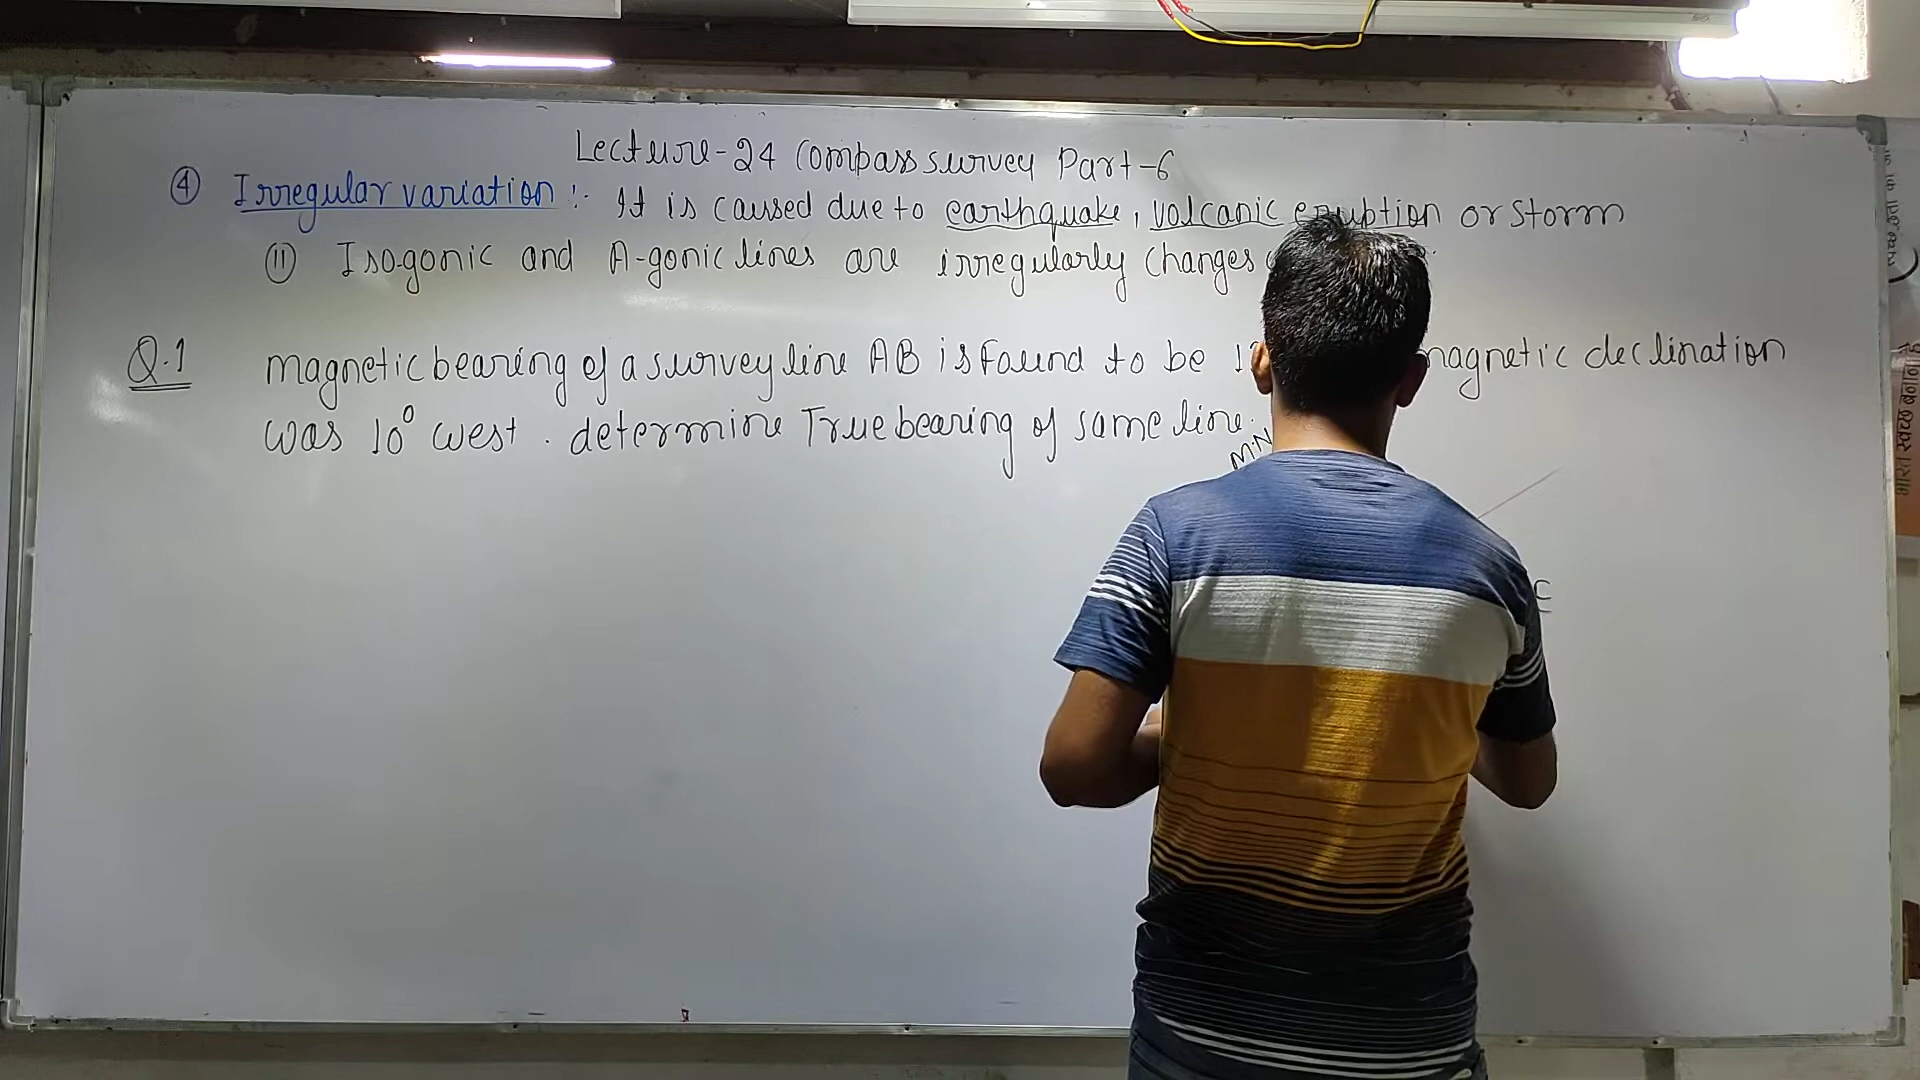 Lecture-24 Compass survey Part-6
④ Irregular variation :- It is caused due to earthquake, volcanic eruption or storm
(ii) Isogonic and A-gonic lines are irregularly changes
Q.1 magnetic bearing of a survey line AB is found to be magnetic declination
was 10° west. determine True bearing of same line.
M.N